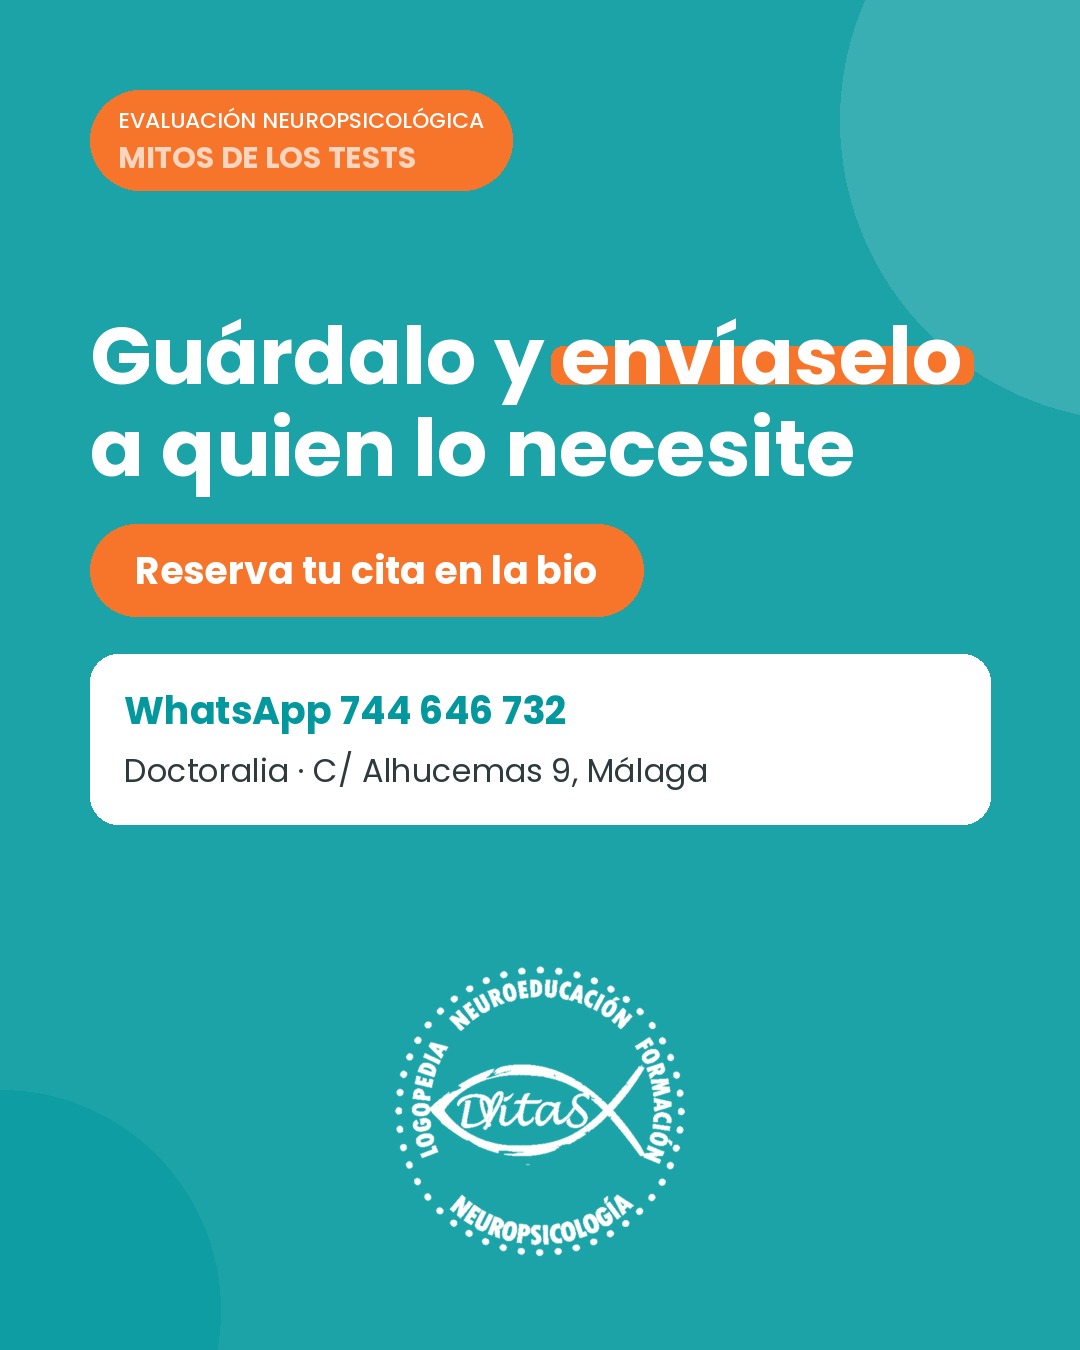 EVALUACIÓN NEUROPSICOLÓGICA
MITOS DE LOS TESTS
Guárdalo y envíaselo
a quien lo necesite
Reserva tu cita en la bio
WhatsApp 744 646 732
Doctoralia · C/ Alhucemas 9, Málaga
LOGOPEDIA NEUROEDUCACIÓN FORMACIÓN
NEUROPSICOLOGÍA